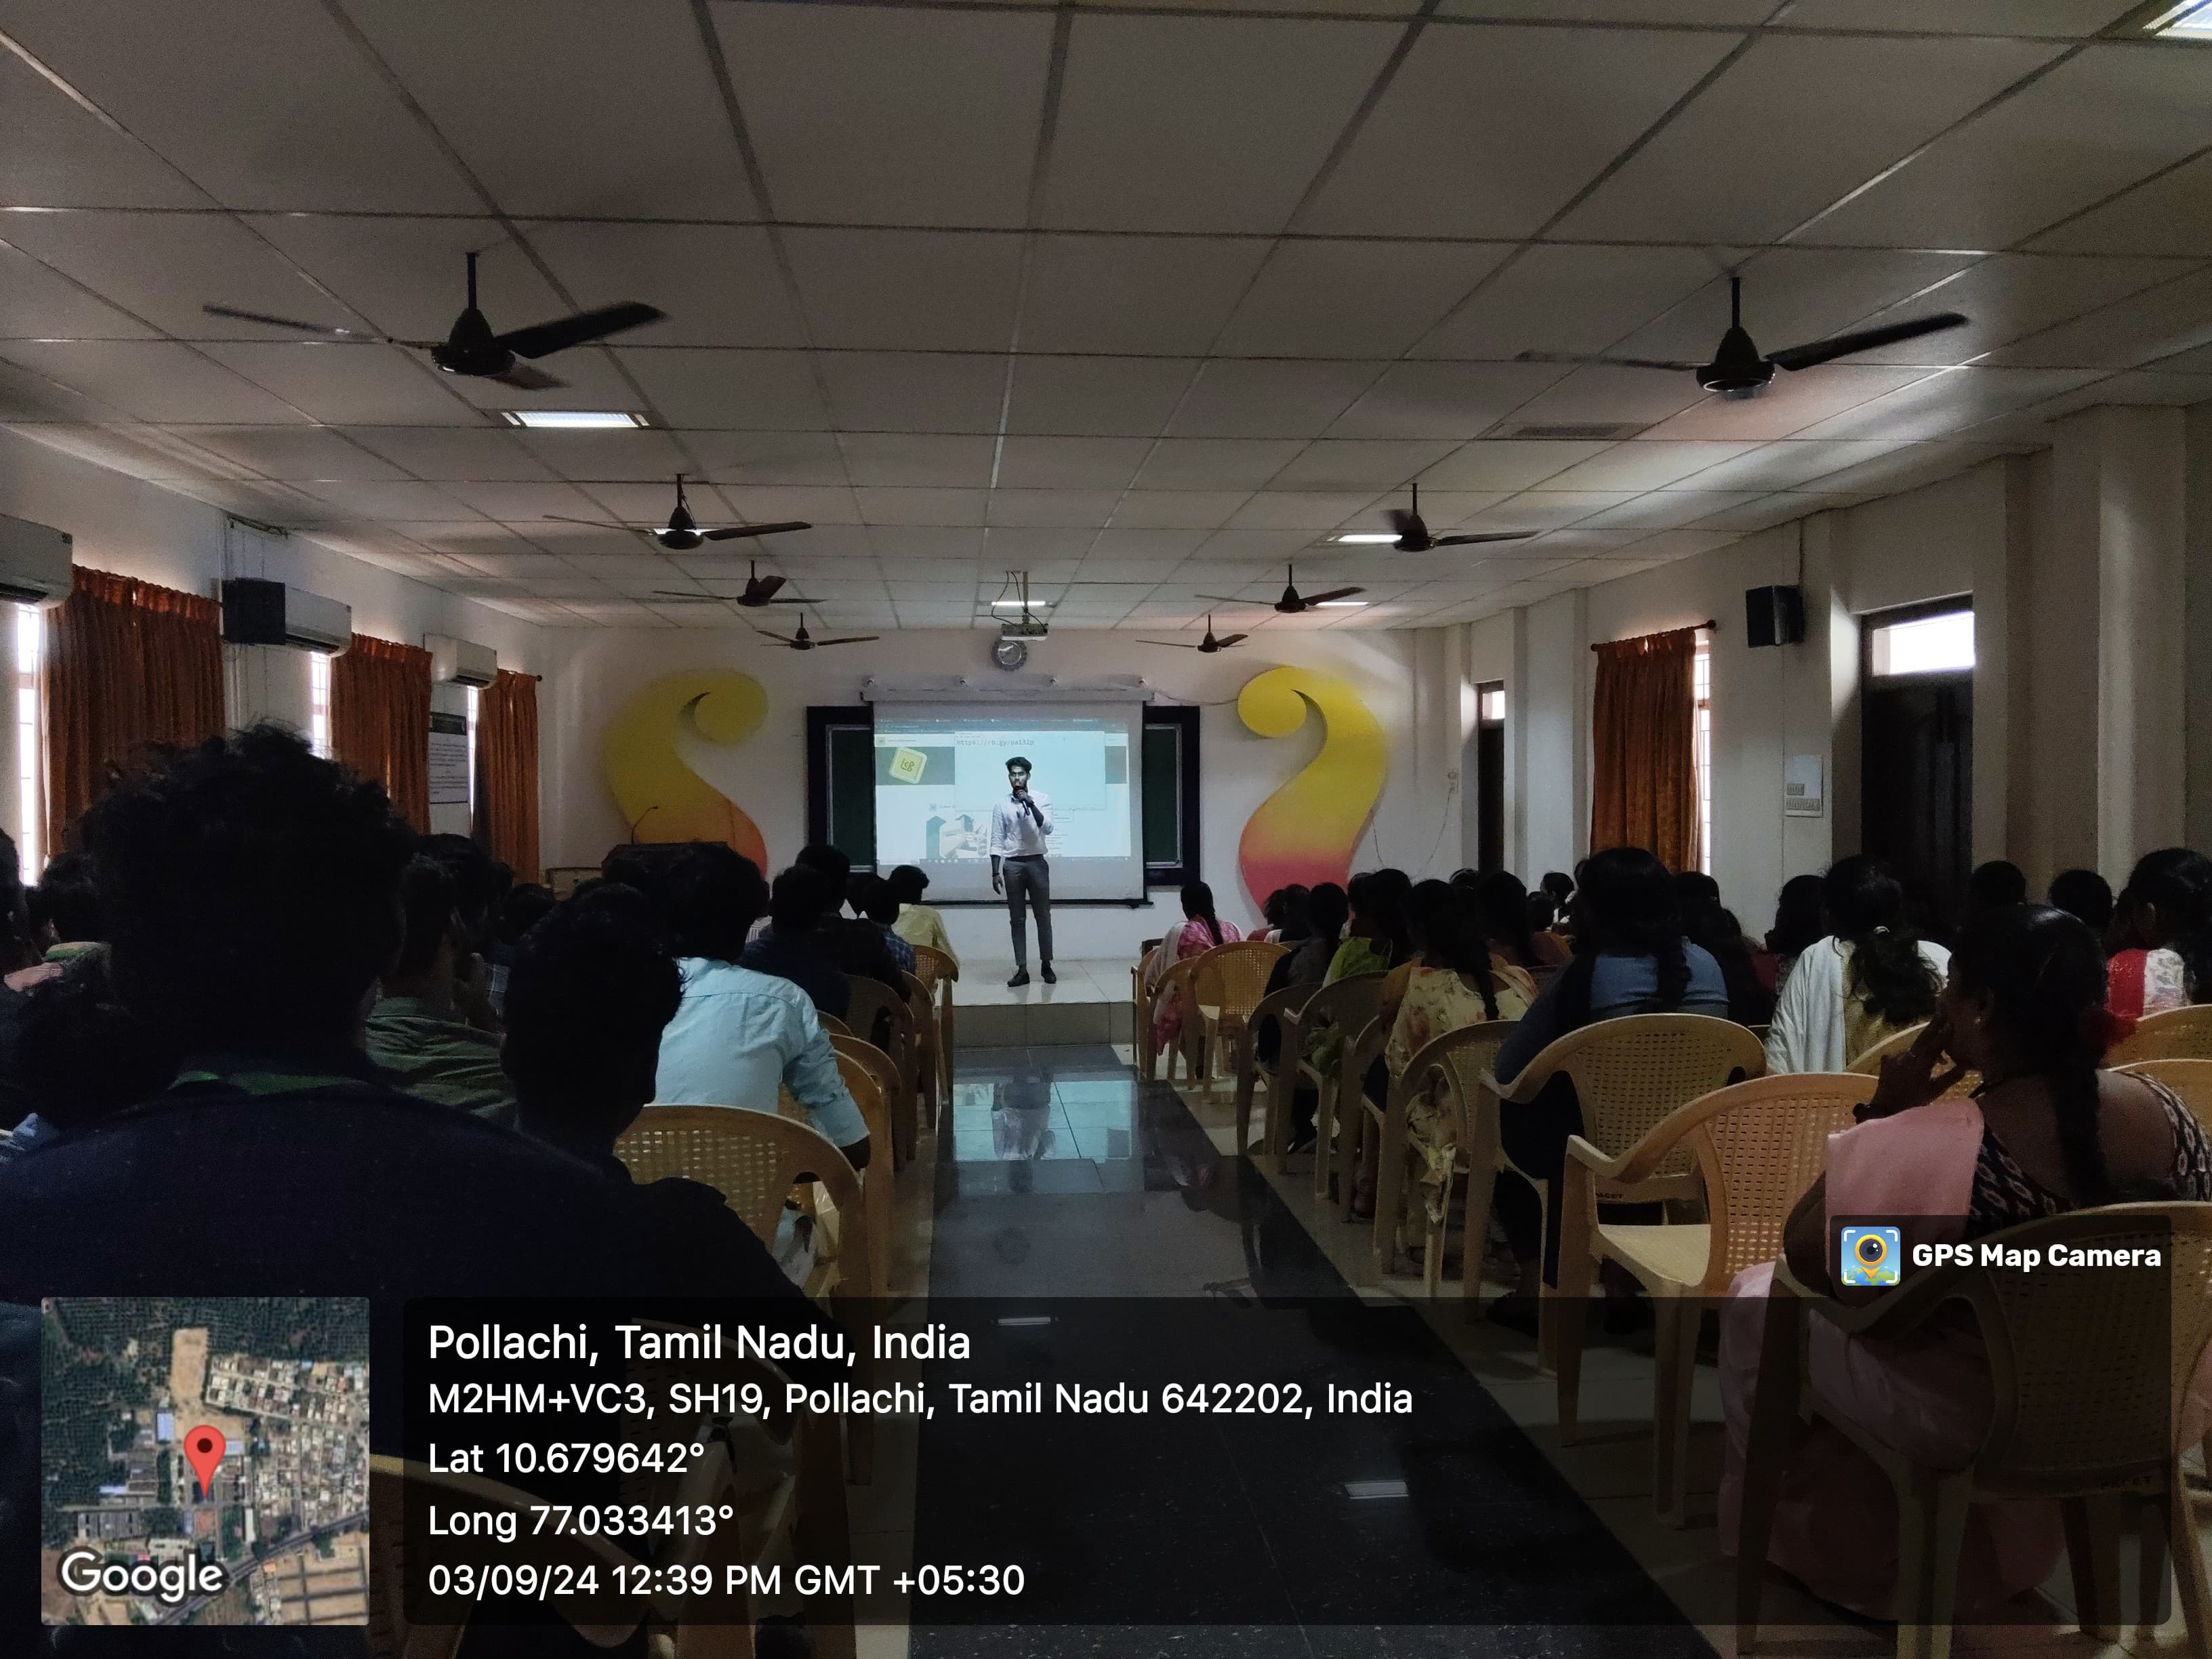 GPS Map Camera
Pollachi, Tamil Nadu, India
M2HM+VC3, SH19, Pollachi, Tamil Nadu 642202, India
Lat 10.679642°
Long 77.033413°
03/09/24 12:39 PM GMT +05:30
Google